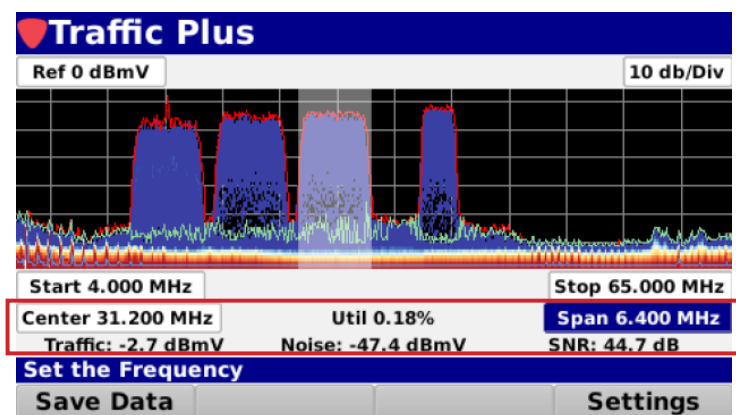 Traffic Plus
Ref 0 dBmV 10 db/Div
Start 4.000 MHz Stop 65.000 MHz
Center 31.200 MHz Util 0.18% Span 6.400 MHz
Traffic: -2.7 dBmV Noise: -47.4 dBmV SNR: 44.7 dB
Set the Frequency
Save Data Settings